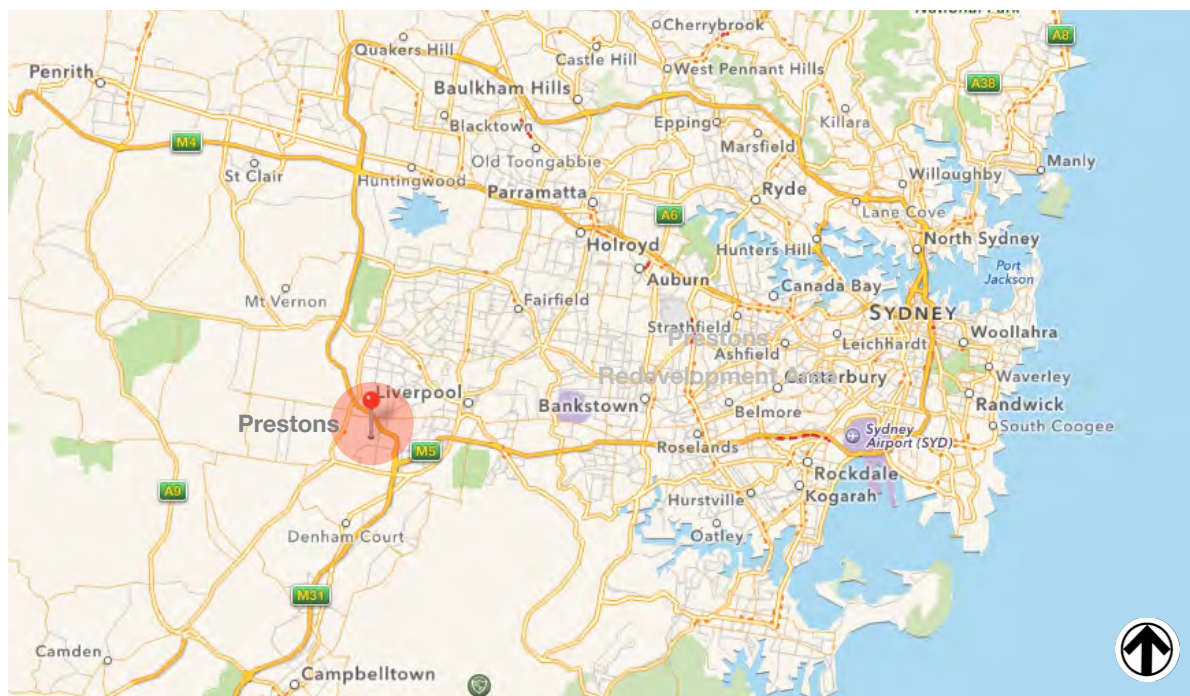 National Park
Cherrybrook
A8
Quakers Hill
Castle Hill
West Pennant Hills
Penrith
A38
Baulkham Hills
Blacktown
Epping
Killara
M4
Old Toongabbie
Marsfield
Manly
St Clair
Huntingwood
Willoughby
Parramatta
Ryde
A6
Lane Cove
Holroyd
Hunters Hill
North Sydney
Auburn
Port
Jackson
Canada Bay
Mt Vernon
Fairfield
SYDNEY
Strathfield
Prestons
Leichhardt
Woollahra
Ashfield
Redevelopment Area
Canterbury
Waverley
Liverpool
Bankstown
Belmore
Randwick
Prestons
South Coogee
Sydney
Airport (SYD)
M5
Roselands
Rockdale
A9
Hurstville
Kogarah
Denham Court
Oatley
M31
Camden
Campbelltown